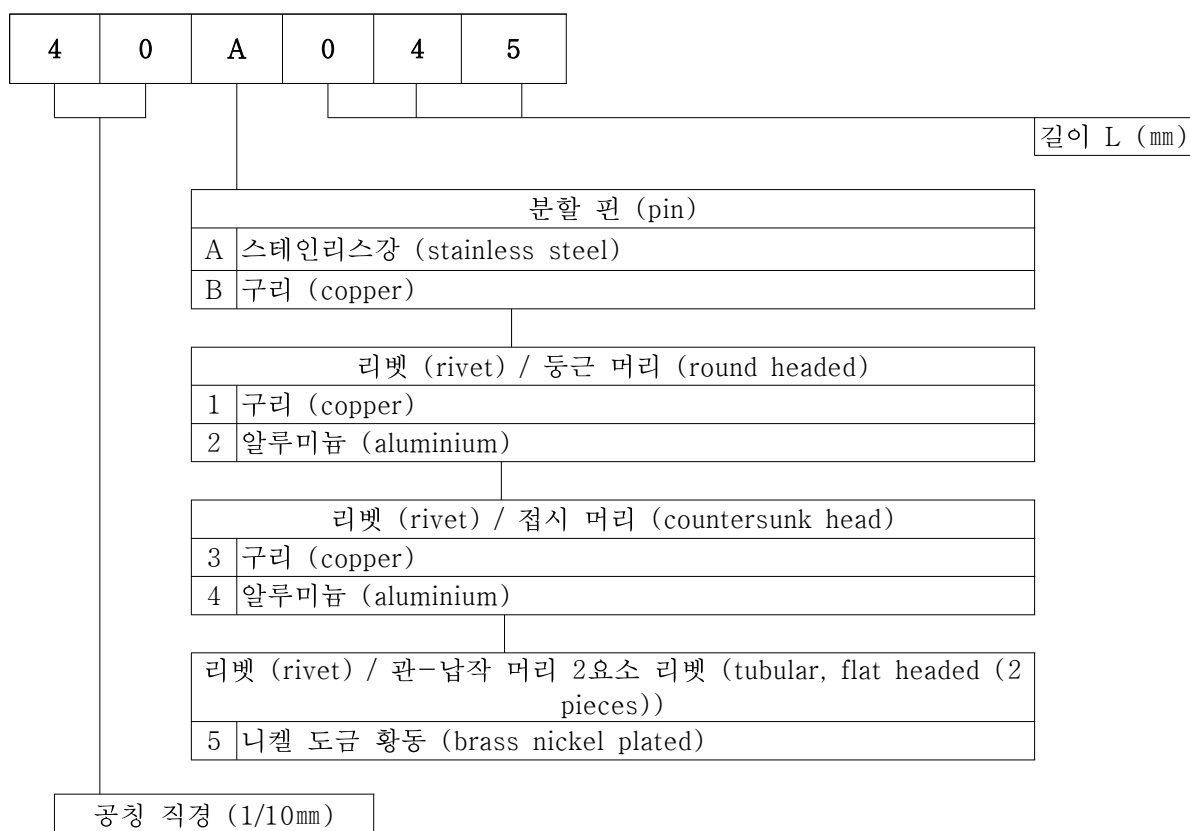 4 0 A 0 4 5
길이 L (㎜)
분할 핀 (pin)
A 스테인리스강 (stainless steel)
B 구리 (copper)
리벳 (rivet) / 둥근 머리 (round headed)
1 구리 (copper)
2 알루미늄 (aluminium)
리벳 (rivet) / 접시 머리 (countersunk head)
3 구리 (copper)
4 알루미늄 (aluminium)
리벳 (rivet) / 관-납작 머리 2요소 리벳 (tubular, flat headed (2
pieces))
5 니켈 도금 황동 (brass nickel plated)
공칭 직경 (1/10㎜)